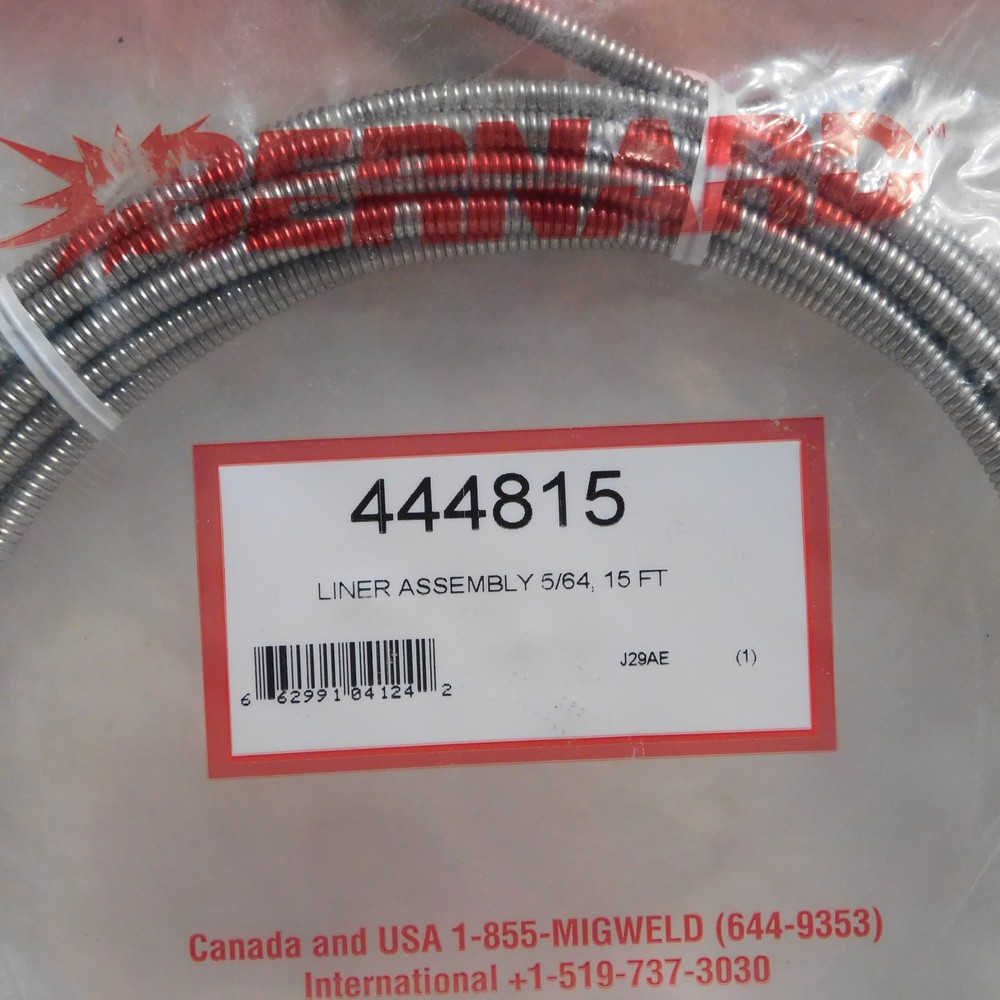 BERNARD™
444815
LINER ASSEMBLY 5/64, 15 FT
J29AE (1)
6 62991 04124 2
Canada and USA 1-855-MIGWELD (644-9353)
International +1-519-737-3030